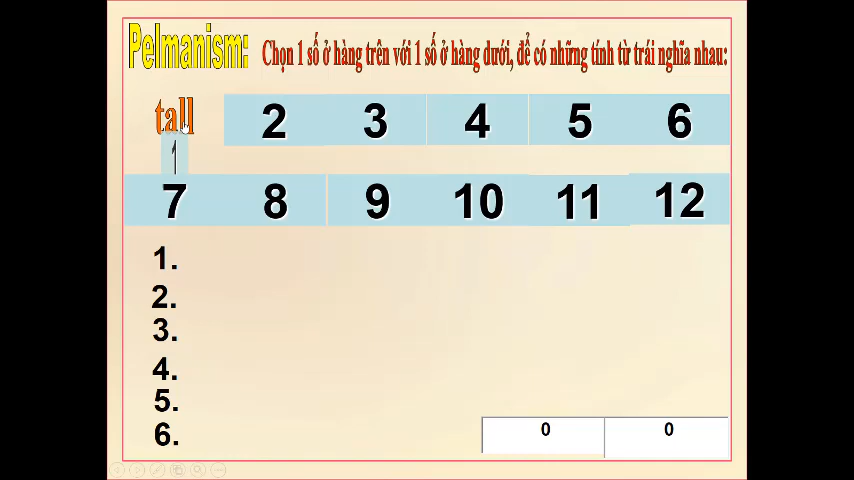 Pelmanism: Chọn 1 số ở hàng trên với 1 số ở hàng dưới, để có những tính từ trái nghĩa nhau:
tall 2 3 4 5 6
1
7 8 9 10 11 12
1.
2.
3.
4.
5.
6.
0 0